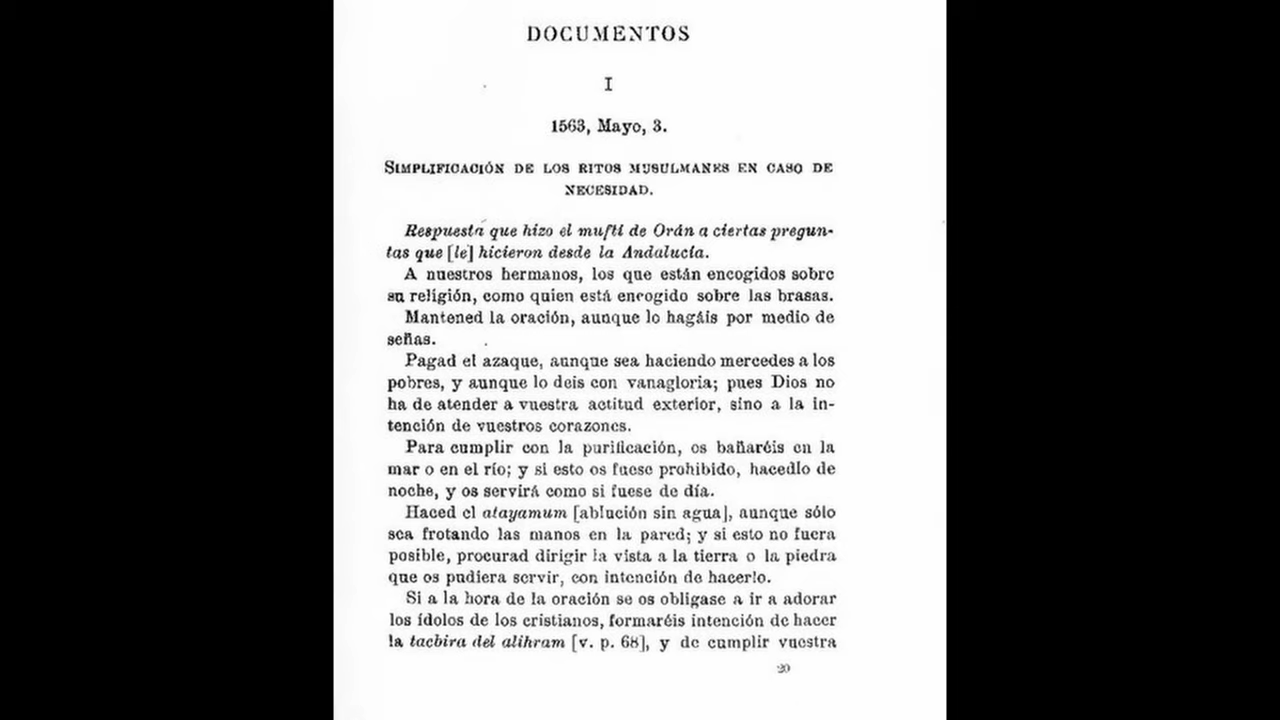 DOCUMENTOS
I
1563, Mayo, 3.
SIMPLIFICACIÓN DE LOS RITOS MUSULMANES EN CASO DE
NECESIDAD.
Respuesta que hizo el muftí de Orán a ciertas pregun-
tas que [le] hicieron desde la Andalucía.
A nuestros hermanos, los que están encogidos sobre
su religión, como quien está encogido sobre las brasas.
Mantened la oración, aunque lo hagáis por medio de
señas.
Pagad el azaque, aunque sea haciendo mercedes a los
pobres, y aunque lo deis con vanagloria; pues Dios no
ha de atender a vuestra actitud exterior, sino a la in-
tención de vuestros corazones.
Para cumplir con la purificación, os bañaréis en la
mar o en el río; y si esto os fuese prohibido, hacedlo de
noche, y os servirá como si fuese de día.
Haced el atayamum [ablución sin agua], aunque sólo
sea frotando las manos en la pared; y si esto no fuera
posible, procurad dirigir la vista a la tierra o la piedra
que os pudiera servir, con intención de hacerlo.
Si a la hora de la oración se os obligase a ir a adorar
los ídolos de los cristianos, formaréis intención de hacer
la tacbira del alihram [v. p. 68], y de cumplir vuestra
20